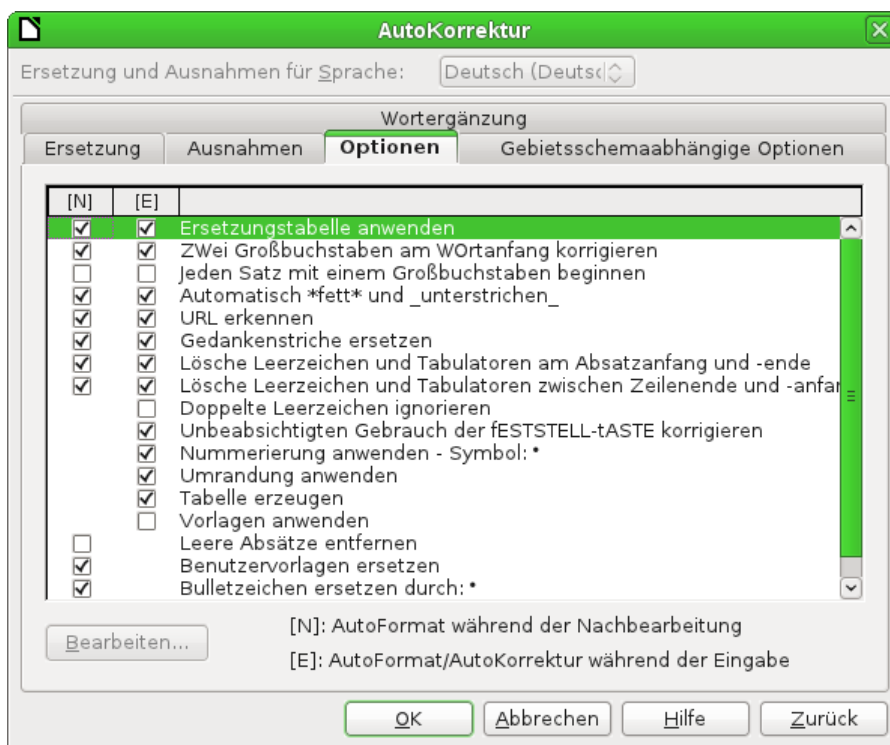 AutoKorrektur
Ersetzung und Ausnahmen für Sprache: Deutsch (Deutsc
Wortergänzung
Ersetzung Ausnahmen Optionen Gebietsschemaabhängige Optionen
[N] [E]
Ersetzungstabelle anwenden
ZWei Großbuchstaben am WOrtanfang korrigieren
Jeden Satz mit einem Großbuchstaben beginnen
Automatisch *fett* und _unterstrichen_
URL erkennen
Gedankenstriche ersetzen
Lösche Leerzeichen und Tabulatoren am Absatzanfang und -ende
Lösche Leerzeichen und Tabulatoren zwischen Zeilenende und -anfan
Doppelte Leerzeichen ignorieren
Unbeabsichtigten Gebrauch der fESTSTELL-tASTE korrigieren
Nummerierung anwenden - Symbol: •
Umrandung anwenden
Tabelle erzeugen
Vorlagen anwenden
Leere Absätze entfernen
Benutzervorlagen ersetzen
Bulletzeichen ersetzen durch: •
[N]: AutoFormat während der Nachbearbeitung
Bearbeiten...
[E]: AutoFormat/AutoKorrektur während der Eingabe
OK Abbrechen Hilfe Zurück